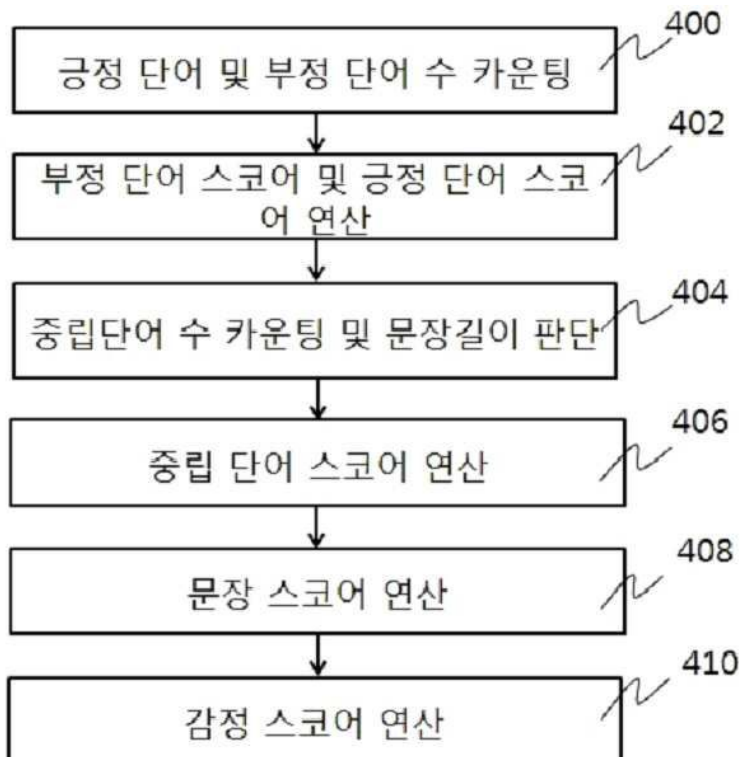 400
긍정 단어 및 부정 단어 수 카운팅
402
부정 단어 스코어 및 긍정 단어 스코
어 연산
404
중립단어 수 카운팅 및 문장길이 판단
406
중립 단어 스코어 연산
408
문장 스코어 연산
410
감정 스코어 연산